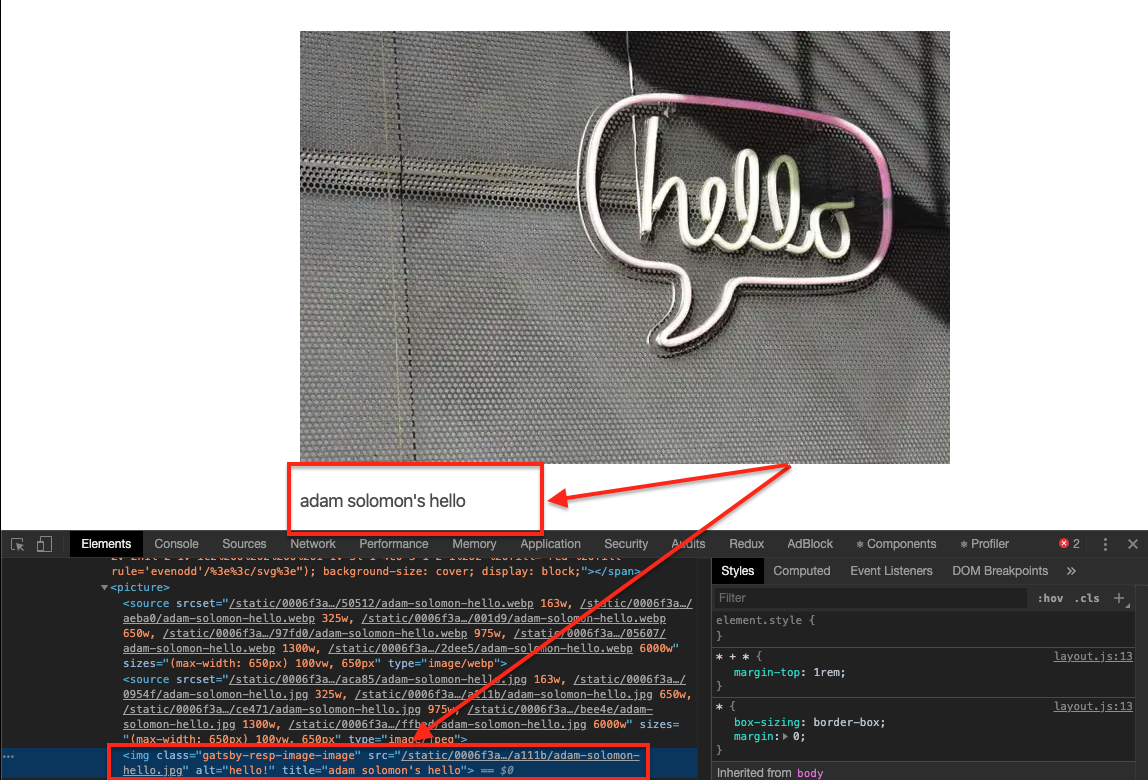 hello
adam solomon's hello
Elements Console Sources Network Performance Memory Application Security Audits Redux AdBlock ⚛ Components ⚛ Profiler 2
rule='evenodd'/%3e%3c/svg%3e"); background-size: cover; display: block;"></span>
▼<picture>
<source srcset="/static/0006f3a…/50512/adam-solomon-hello.webp 163w, /static/0006f3a…/
aeba0/adam-solomon-hello.webp 325w, /static/0006f3a…/001d9/adam-solomon-hello.webp
650w, /static/0006f3a…/97fd0/adam-solomon-hello.webp 975w, /static/0006f3a…/05607/
adam-solomon-hello.webp 1300w, /static/0006f3a…/2dee5/adam-solomon-hello.webp 6000w"
sizes="(max-width: 650px) 100vw, 650px" type="image/webp">
<source srcset="/static/0006f3a…/aca85/adam-solomon-hello.jpg 163w, /static/0006f3a…/
0954f/adam-solomon-hello.jpg 325w, /static/0006f3a…/a111b/adam-solomon-hello.jpg 650w,
/static/0006f3a…/ce471/adam-solomon-hello.jpg 975w, /static/0006f3a…/bee4e/adam-
solomon-hello.jpg 1300w, /static/0006f3a…/ffbed/adam-solomon-hello.jpg 6000w" sizes=
"(max-width: 650px) 100vw, 650px" type="image/jpeg">
<img class="gatsby-resp-image-image" src="/static/0006f3a…/a111b/adam-solomon-
hello.jpg" alt="hello!" title="adam solomon's hello"> == $0
Styles Computed Event Listeners DOM Breakpoints »
Filter :hov .cls +
element.style {
}
* + * { layout.js:13
margin-top: 1rem;
}
* { layout.js:13
box-sizing: border-box;
margin:▶ 0;
}
Inherited from body